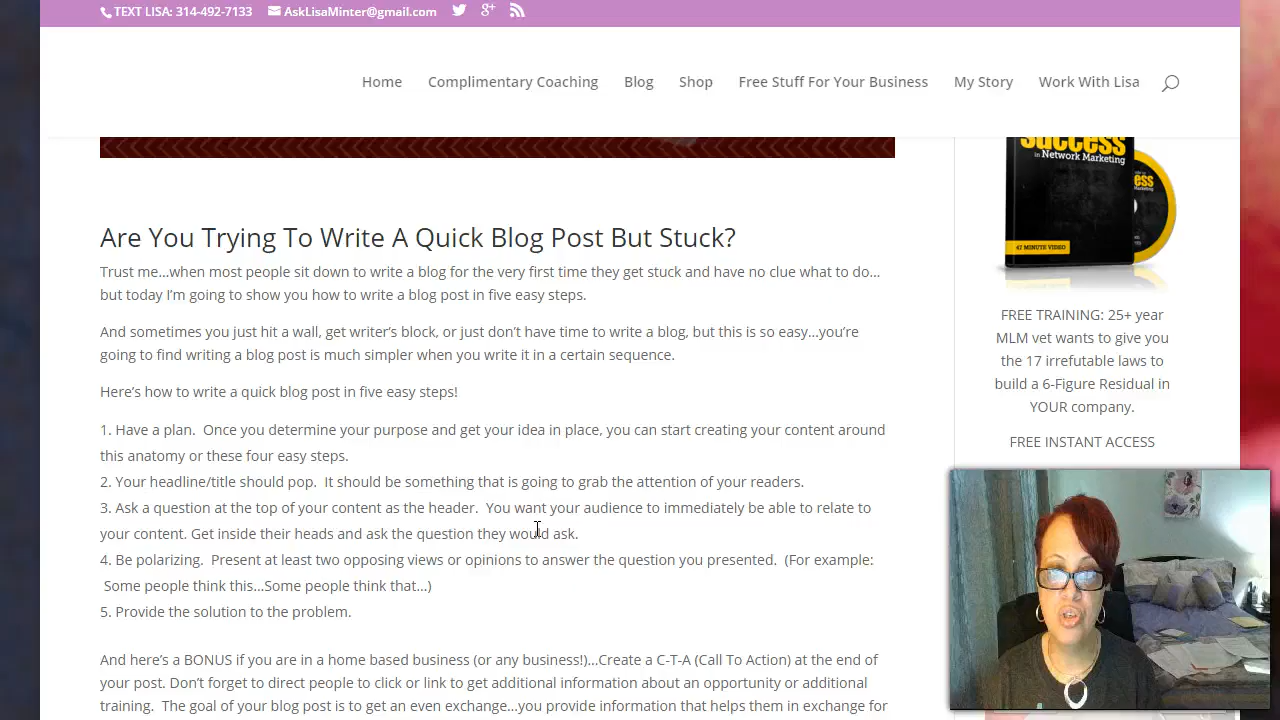 TEXT LISA: 314-492-7133 AskLisaMinter@gmail.com
Home Complimentary Coaching Blog Shop Free Stuff For Your Business My Story Work With Lisa
Success
in Network Marketing
ess
47 MINUTE VIDEO
Are You Trying To Write A Quick Blog Post But Stuck?
Trust me...when most people sit down to write a blog for the very first time they get stuck and have no clue what to do...
but today I'm going to show you how to write a blog post in five easy steps.
And sometimes you just hit a wall, get writer's block, or just don't have time to write a blog, but this is so easy...you're
going to find writing a blog post is much simpler when you write it in a certain sequence.
Here's how to write a quick blog post in five easy steps!
1. Have a plan.  Once you determine your purpose and get your idea in place, you can start creating your content around
this anatomy or these four easy steps.
2. Your headline/title should pop.  It should be something that is going to grab the attention of your readers.
3. Ask a question at the top of your content as the header.  You want your audience to immediately be able to relate to
your content. Get inside their heads and ask the question they would ask.
4. Be polarizing.  Present at least two opposing views or opinions to answer the question you presented.  (For example:
Some people think this...Some people think that...)
5. Provide the solution to the problem.
And here's a BONUS if you are in a home based business (or any business!)...Create a C-T-A (Call To Action) at the end of
your post. Don't forget to direct people to click or link to get additional information about an opportunity or additional
training.  The goal of your blog post is to get an even exchange...you provide information that helps them in exchange for
FREE TRAINING: 25+ year
MLM vet wants to give you
the 17 irrefutable laws to
build a 6-Figure Residual in
YOUR company.
FREE INSTANT ACCESS